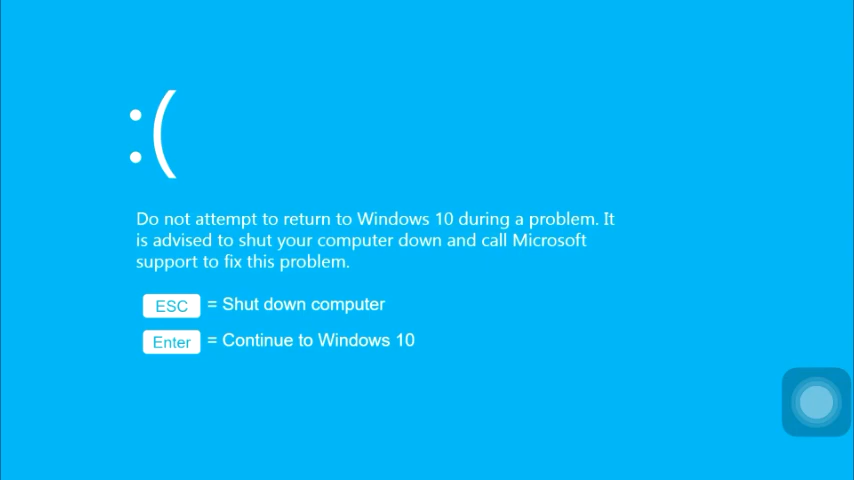 :(
Do not attempt to return to Windows 10 during a problem. It
is advised to shut your computer down and call Microsoft
support to fix this problem.
ESC = Shut down computer
Enter = Continue to Windows 10